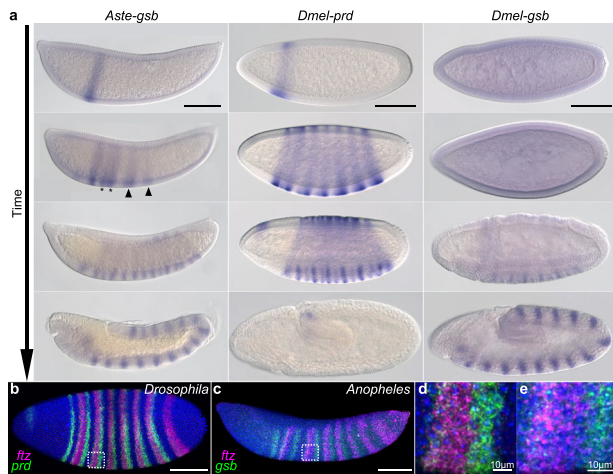 a
Aste-gsb
Dmel-prd
Dmel-gsb
Time
* *
b
Drosophila
ftz
prd
c
Anopheles
ftz
gsb
d
10μm
e
10μm